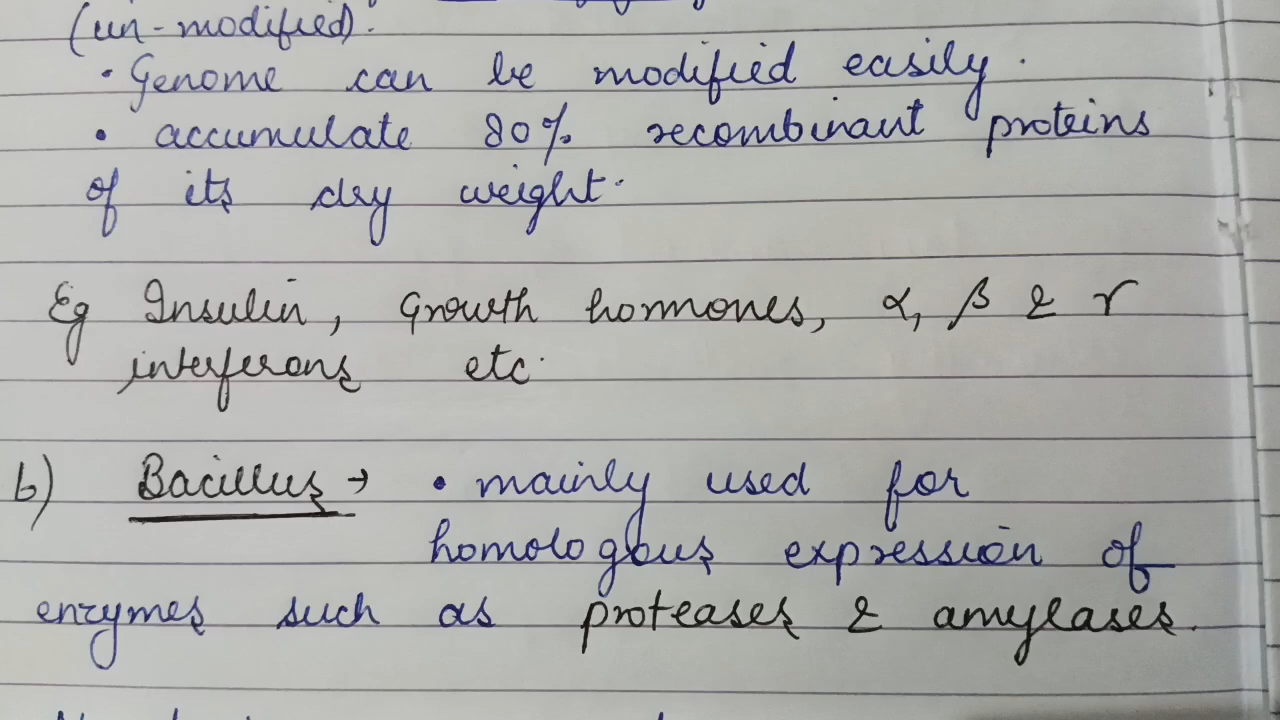 (un-modified).
• Genome can be modified easily.
• accumulate 80% recombinant proteins
of its dry weight.
Eg Insulin, Growth hormones, α, β & γ
interferons etc.
b) Bacillus → • mainly used for
homologous expression of
enzymes such as proteases & amylases.